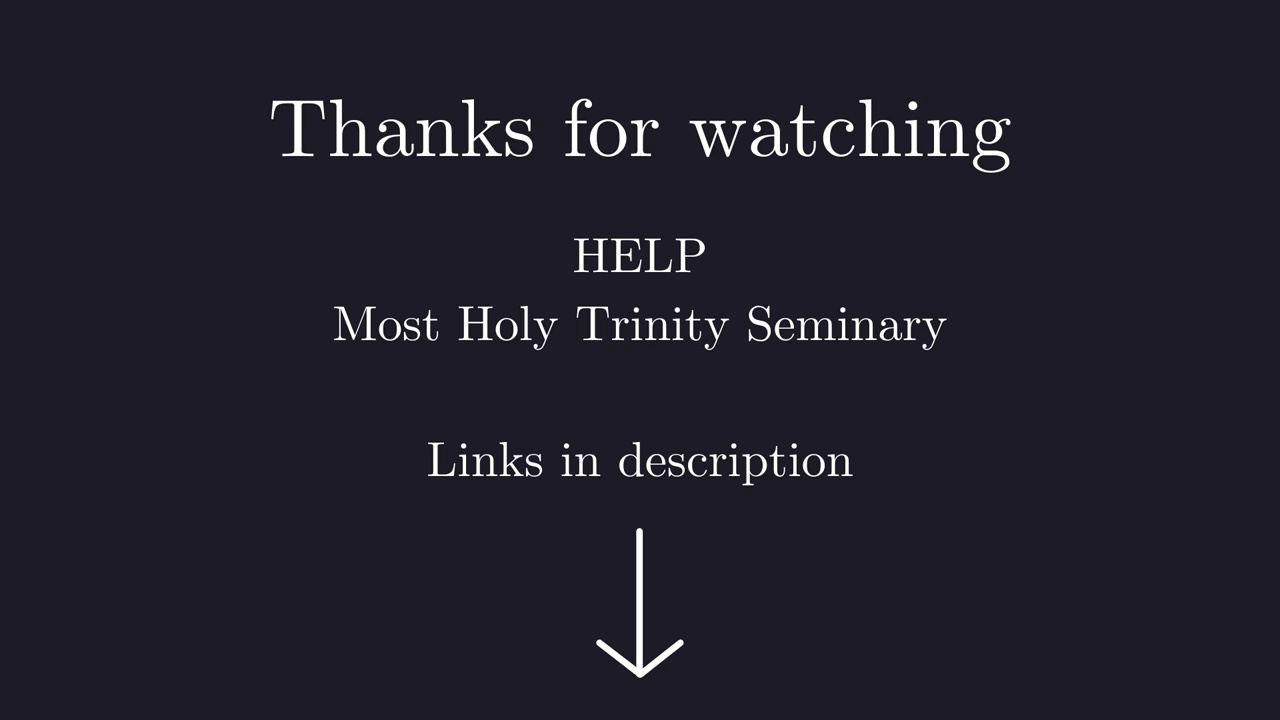 Thanks for watching
HELP
Most Holy Trinity Seminary
Links in description